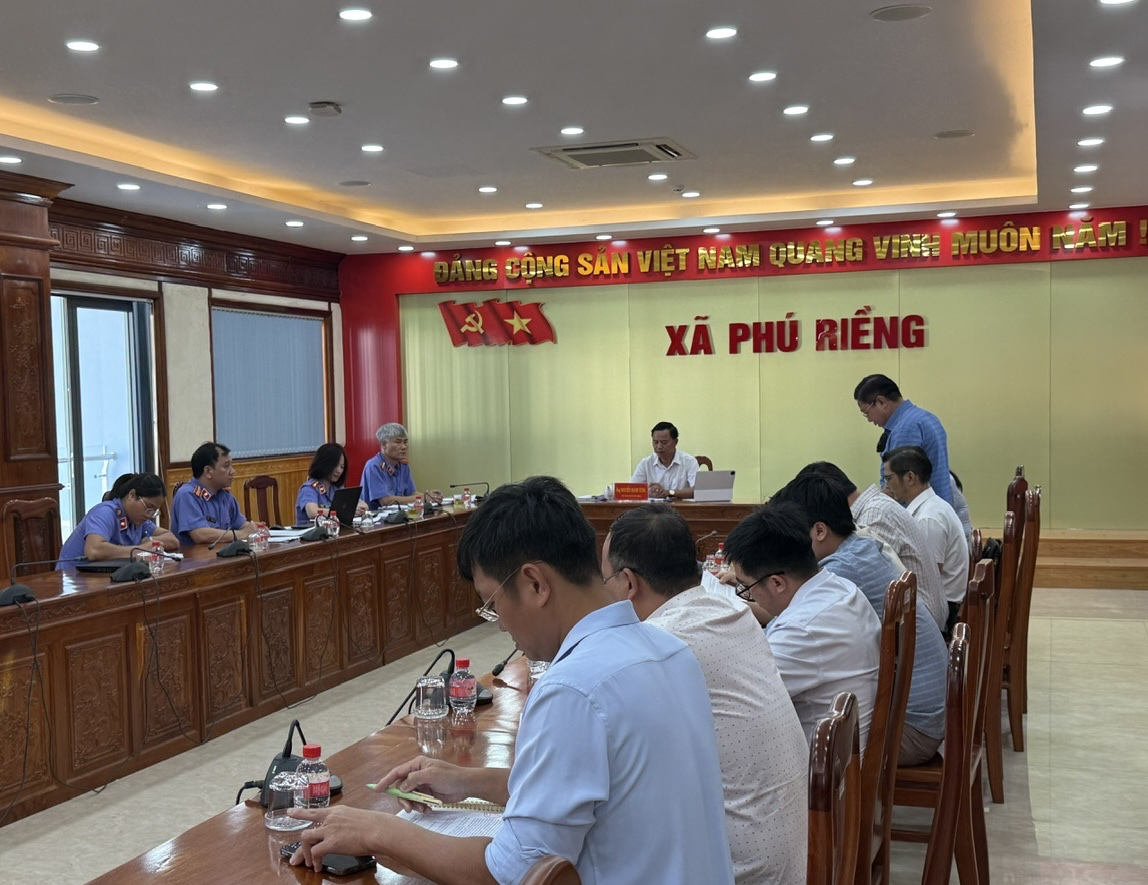 ĐẢNG CỘNG SẢN VIỆT NAM QUANG VINH MUÔN NĂM !
XÃ PHÚ RIỀNG